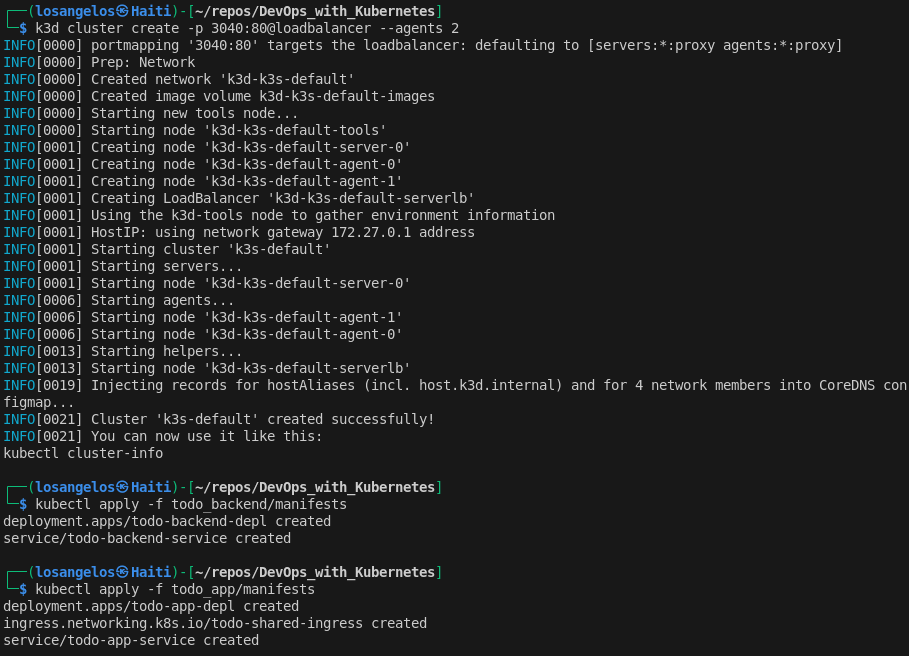 ┌──(losangelos㉿Haiti)-[~/repos/DevOps_with_Kubernetes]
└─$ k3d cluster create -p 3040:80@loadbalancer --agents 2
INFO[0000] portmapping '3040:80' targets the loadbalancer: defaulting to [servers:*:proxy agents:*:proxy]
INFO[0000] Prep: Network
INFO[0000] Created network 'k3d-k3s-default'
INFO[0000] Created image volume k3d-k3s-default-images
INFO[0000] Starting new tools node...
INFO[0000] Starting node 'k3d-k3s-default-tools'
INFO[0001] Creating node 'k3d-k3s-default-server-0'
INFO[0001] Creating node 'k3d-k3s-default-agent-0'
INFO[0001] Creating node 'k3d-k3s-default-agent-1'
INFO[0001] Creating LoadBalancer 'k3d-k3s-default-serverlb'
INFO[0001] Using the k3d-tools node to gather environment information
INFO[0001] HostIP: using network gateway 172.27.0.1 address
INFO[0001] Starting cluster 'k3s-default'
INFO[0001] Starting servers...
INFO[0001] Starting node 'k3d-k3s-default-server-0'
INFO[0006] Starting agents...
INFO[0006] Starting node 'k3d-k3s-default-agent-1'
INFO[0006] Starting node 'k3d-k3s-default-agent-0'
INFO[0013] Starting helpers...
INFO[0013] Starting node 'k3d-k3s-default-serverlb'
INFO[0019] Injecting records for hostAliases (incl. host.k3d.internal) and for 4 network members into CoreDNS con
figmap...
INFO[0021] Cluster 'k3s-default' created successfully!
INFO[0021] You can now use it like this:
kubectl cluster-info
┌──(losangelos㉿Haiti)-[~/repos/DevOps_with_Kubernetes]
└─$ kubectl apply -f todo_backend/manifests
deployment.apps/todo-backend-depl created
service/todo-backend-service created
┌──(losangelos㉿Haiti)-[~/repos/DevOps_with_Kubernetes]
└─$ kubectl apply -f todo_app/manifests
deployment.apps/todo-app-depl created
ingress.networking.k8s.io/todo-shared-ingress created
service/todo-app-service created